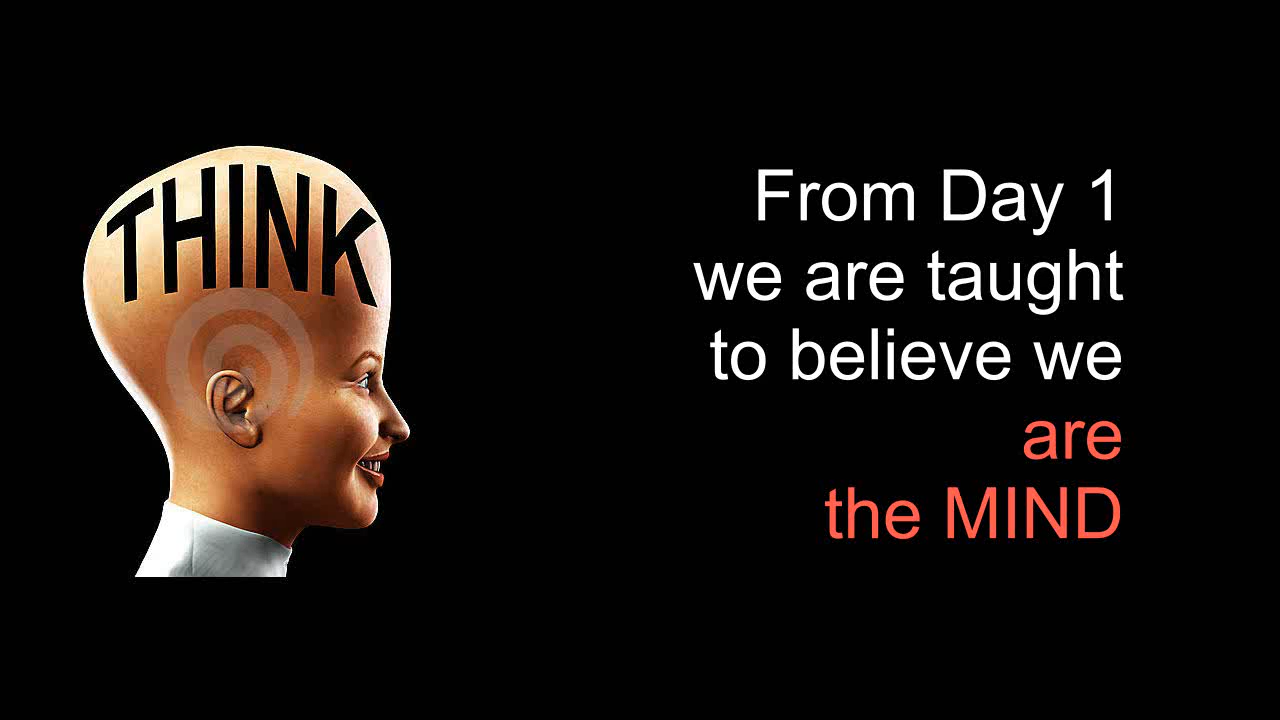 THINK
From Day 1
we are taught
to believe we
are
the MIND